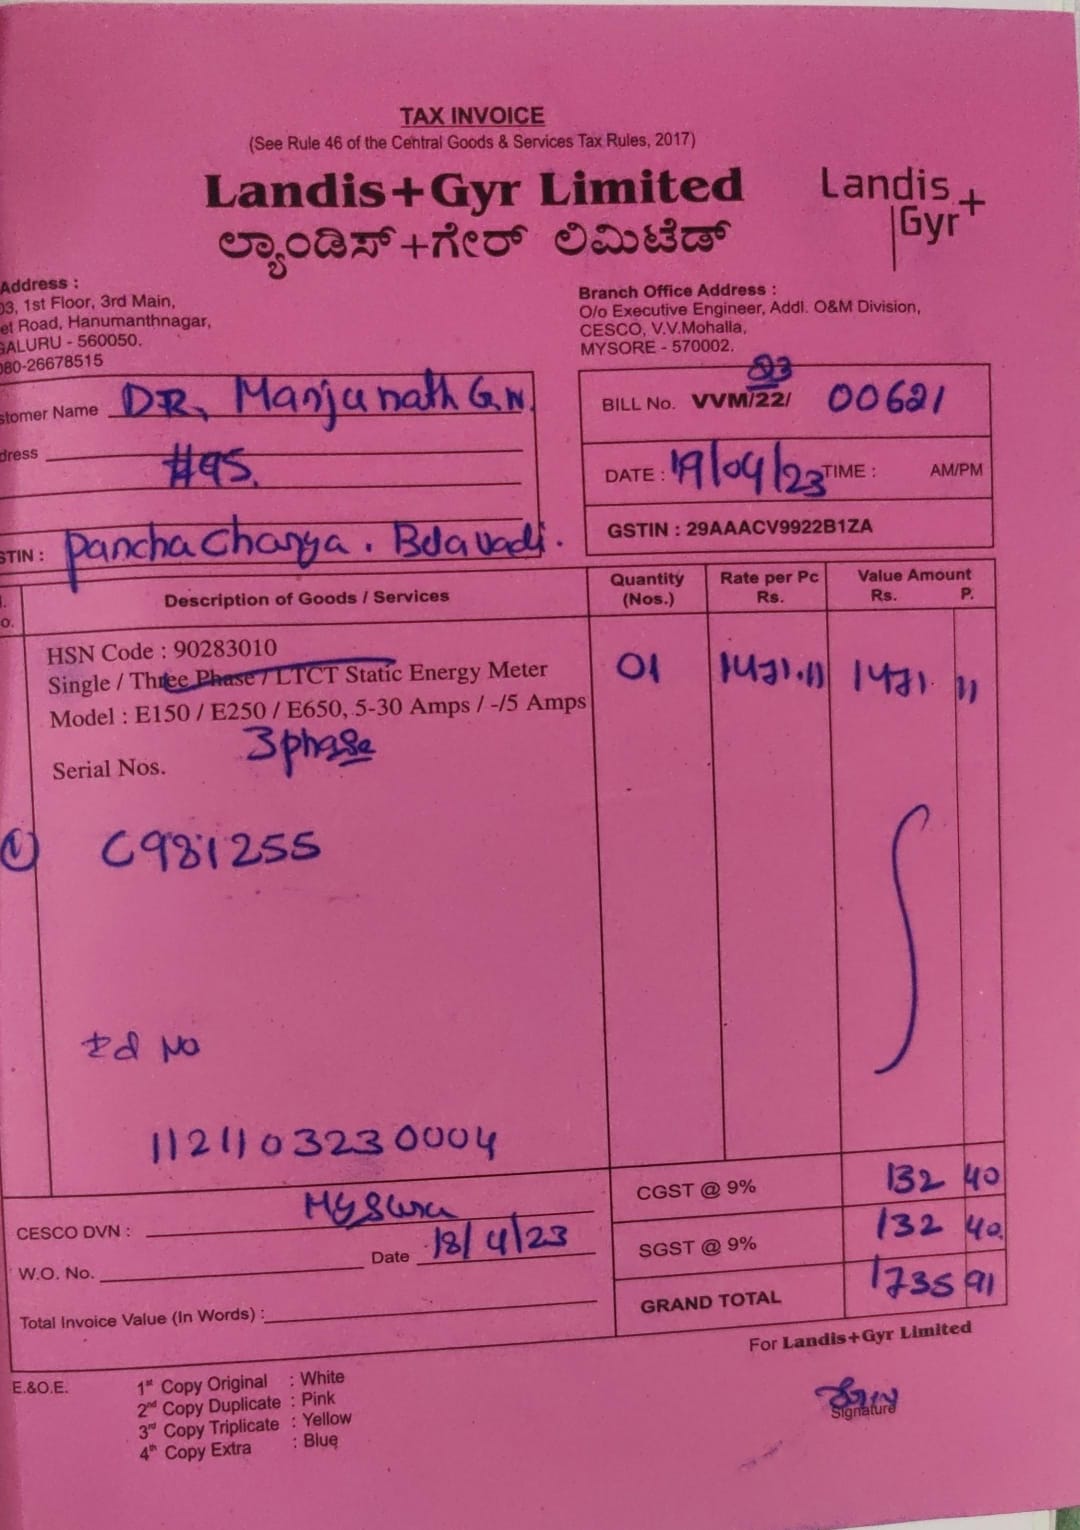 TAX INVOICE
(See Rule 46 of the Central Goods & Services Tax Rules, 2017)
Landis+Gyr Limited
ಲ್ಯಾಂಡಿಸ್+ಗೇರ್ ಲಿಮಿಟೆಡ್
Landis
Gyr+
Address :
03, 1st Floor, 3rd Main,
et Road, Hanumanthnagar,
GALURU - 560050.
080-26678515
Branch Office Address :
O/o Executive Engineer, Addl. O&M Division,
CESCO, V.V.Mohalla,
MYSORE - 570002.
stomer Name DR, Manjunath G.N.
dress #95.
STIN : Panchacharya. Belavadi.
23
BILL No. VVM/22/ 00621
DATE : 19/04/23 TIME : AM/PM
GSTIN : 29AAACV9922B1ZA
o. Description of Goods / Services Quantity (Nos.) Rate per Pc Rs. Value Amount Rs. P.
HSN Code : 90283010
Single / Three Phase / LTCT Static Energy Meter 01 1471.11 1471. 11
Model : E150 / E250 / E650, 5-30 Amps / -/5 Amps
3 phase
Serial Nos.
1 C981255
Id No
1121103230004
CESCO DVN : Mysuru
W.O. No. Date 18/4/23
Total Invoice Value (In Words) :
CGST @ 9% 132 40
SGST @ 9% 132 40.
GRAND TOTAL 1735 91
For Landis+Gyr Limited
Signature
E.&O.E.
1st Copy Original : White
2nd Copy Duplicate : Pink
3rd Copy Triplicate : Yellow
4th Copy Extra : Blue